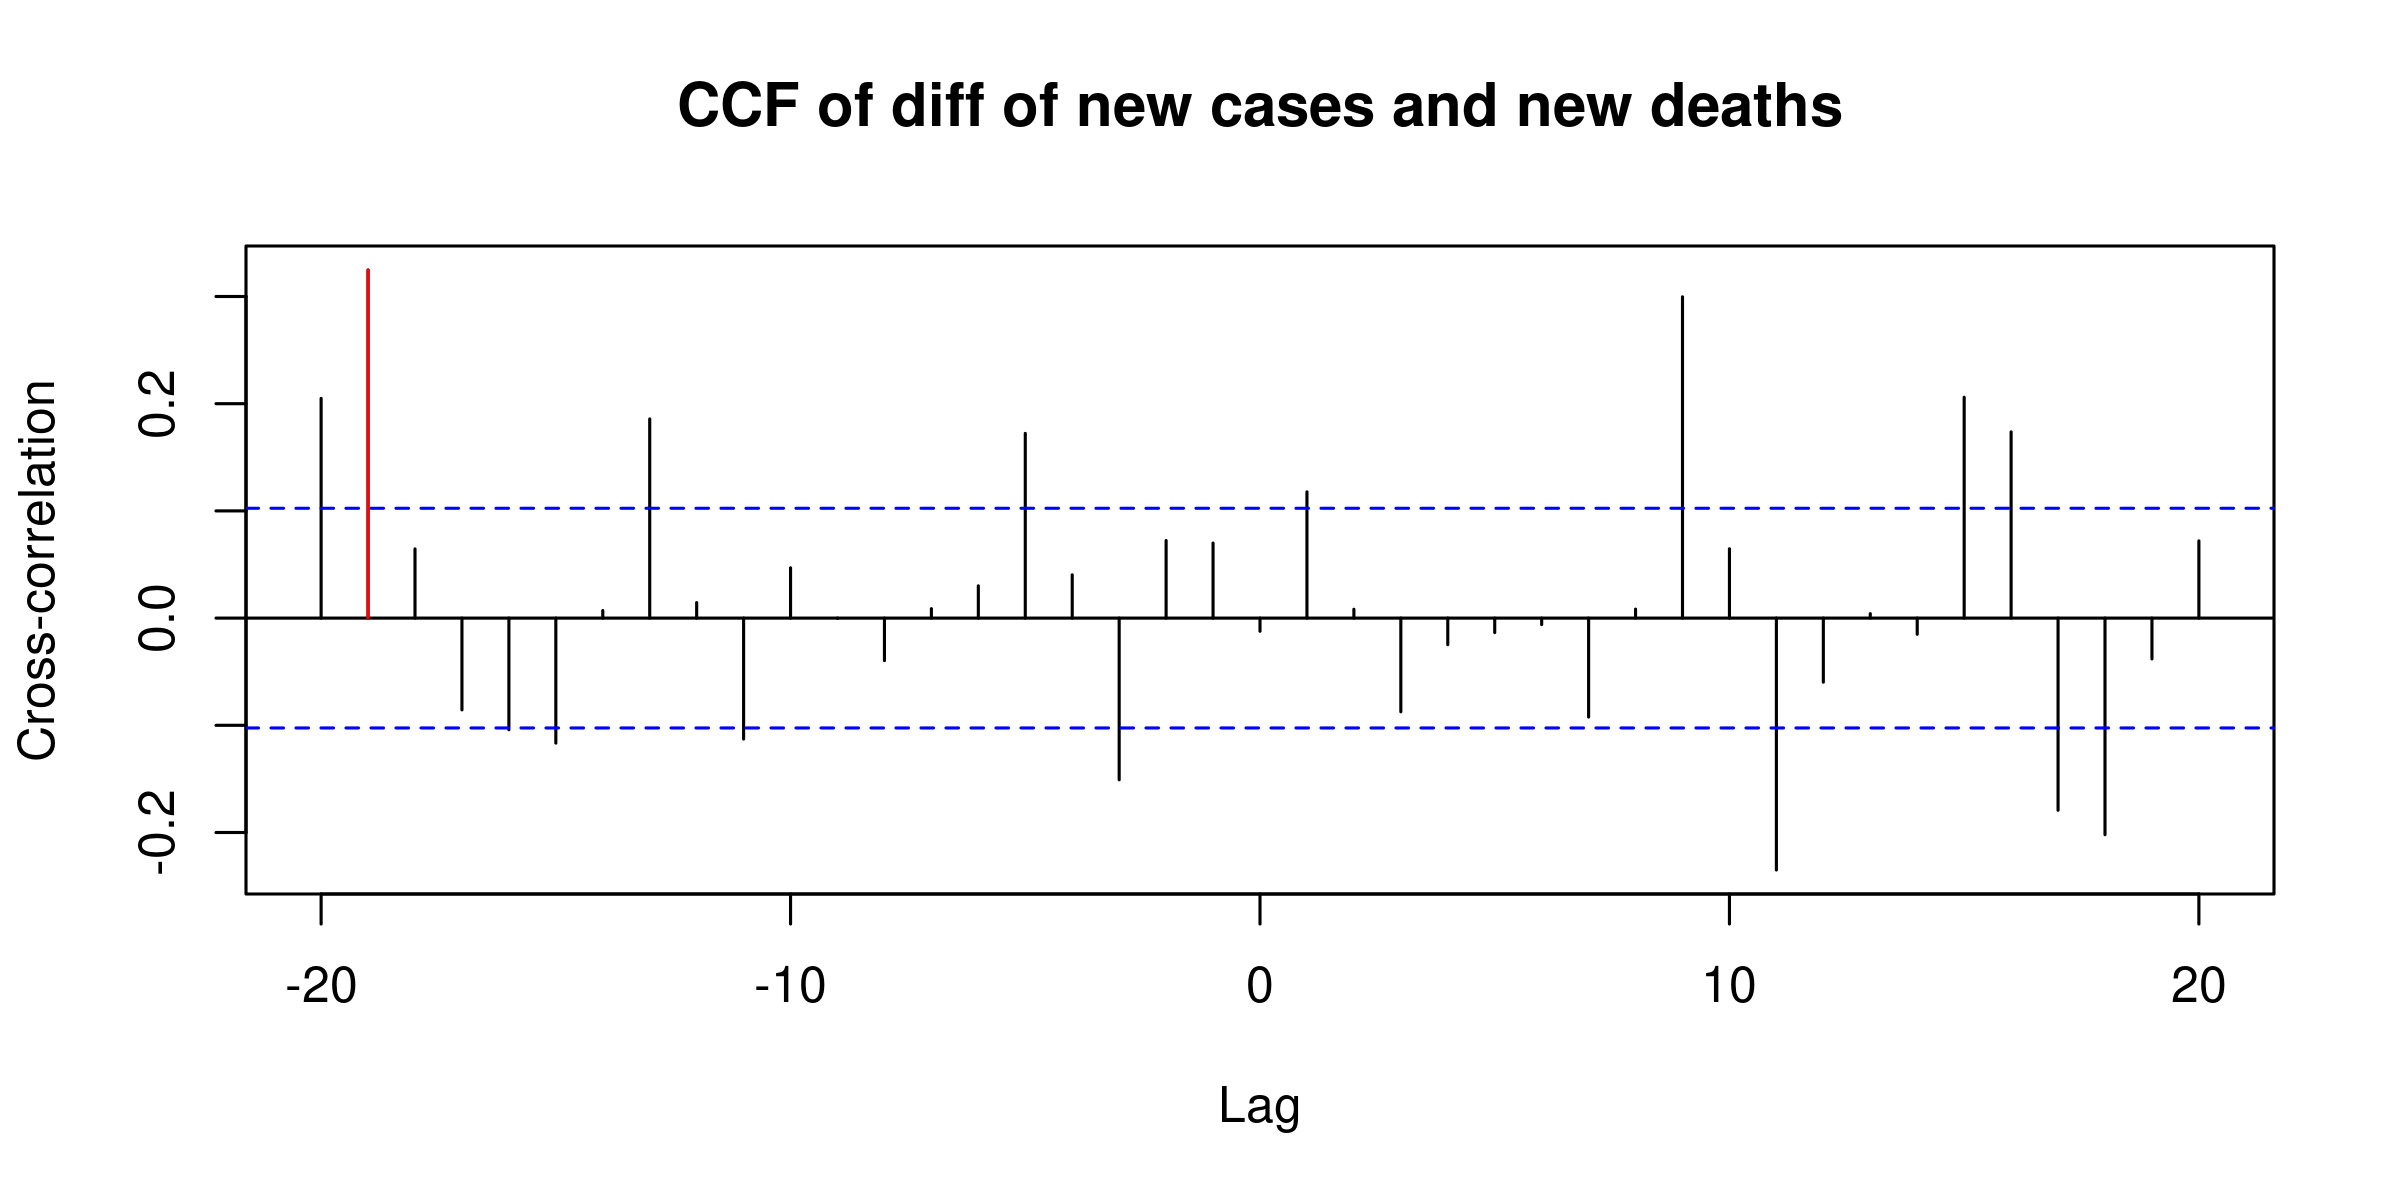 CCF of diff of new cases and new deaths
Cross-correlation
0.2
0.0
-0.2
-20 -10 0 10 20
Lag